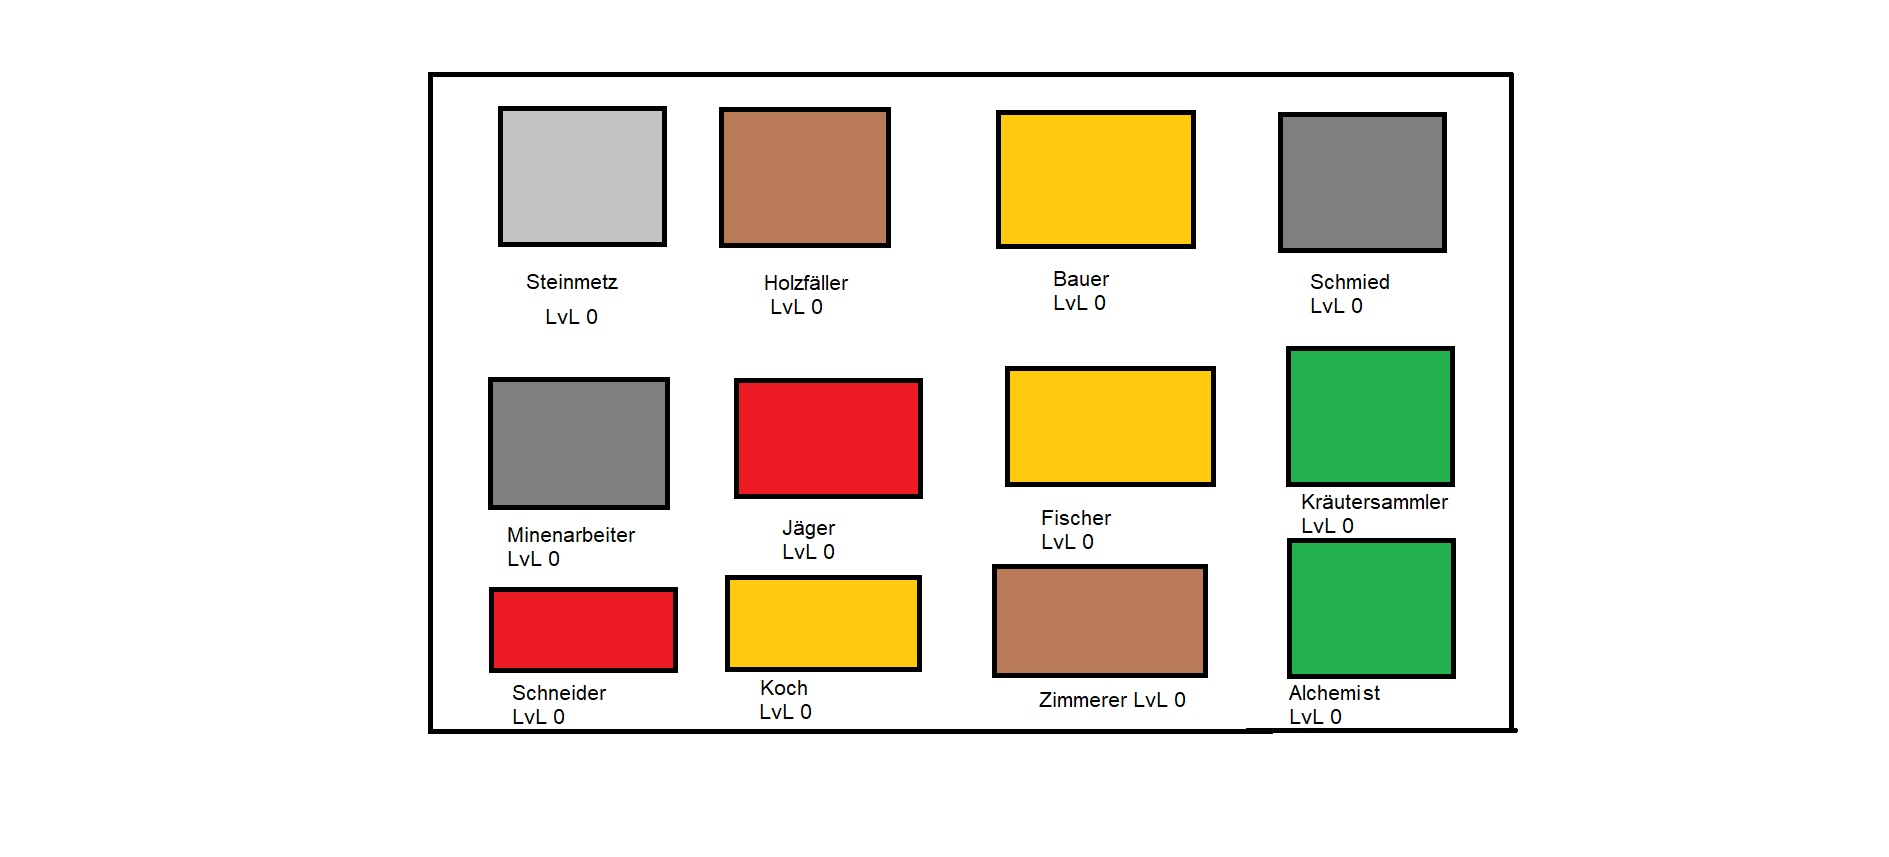 Steinmetz
LvL 0
Holzfäller
LvL 0
Bauer
LvL 0
Schmied
LvL 0
Minenarbeiter
LvL 0
Jäger
LvL 0
Fischer
LvL 0
Kräutersammler
LvL 0
Schneider
LvL 0
Koch
LvL 0
Zimmerer LvL 0
Alchemist
LvL 0